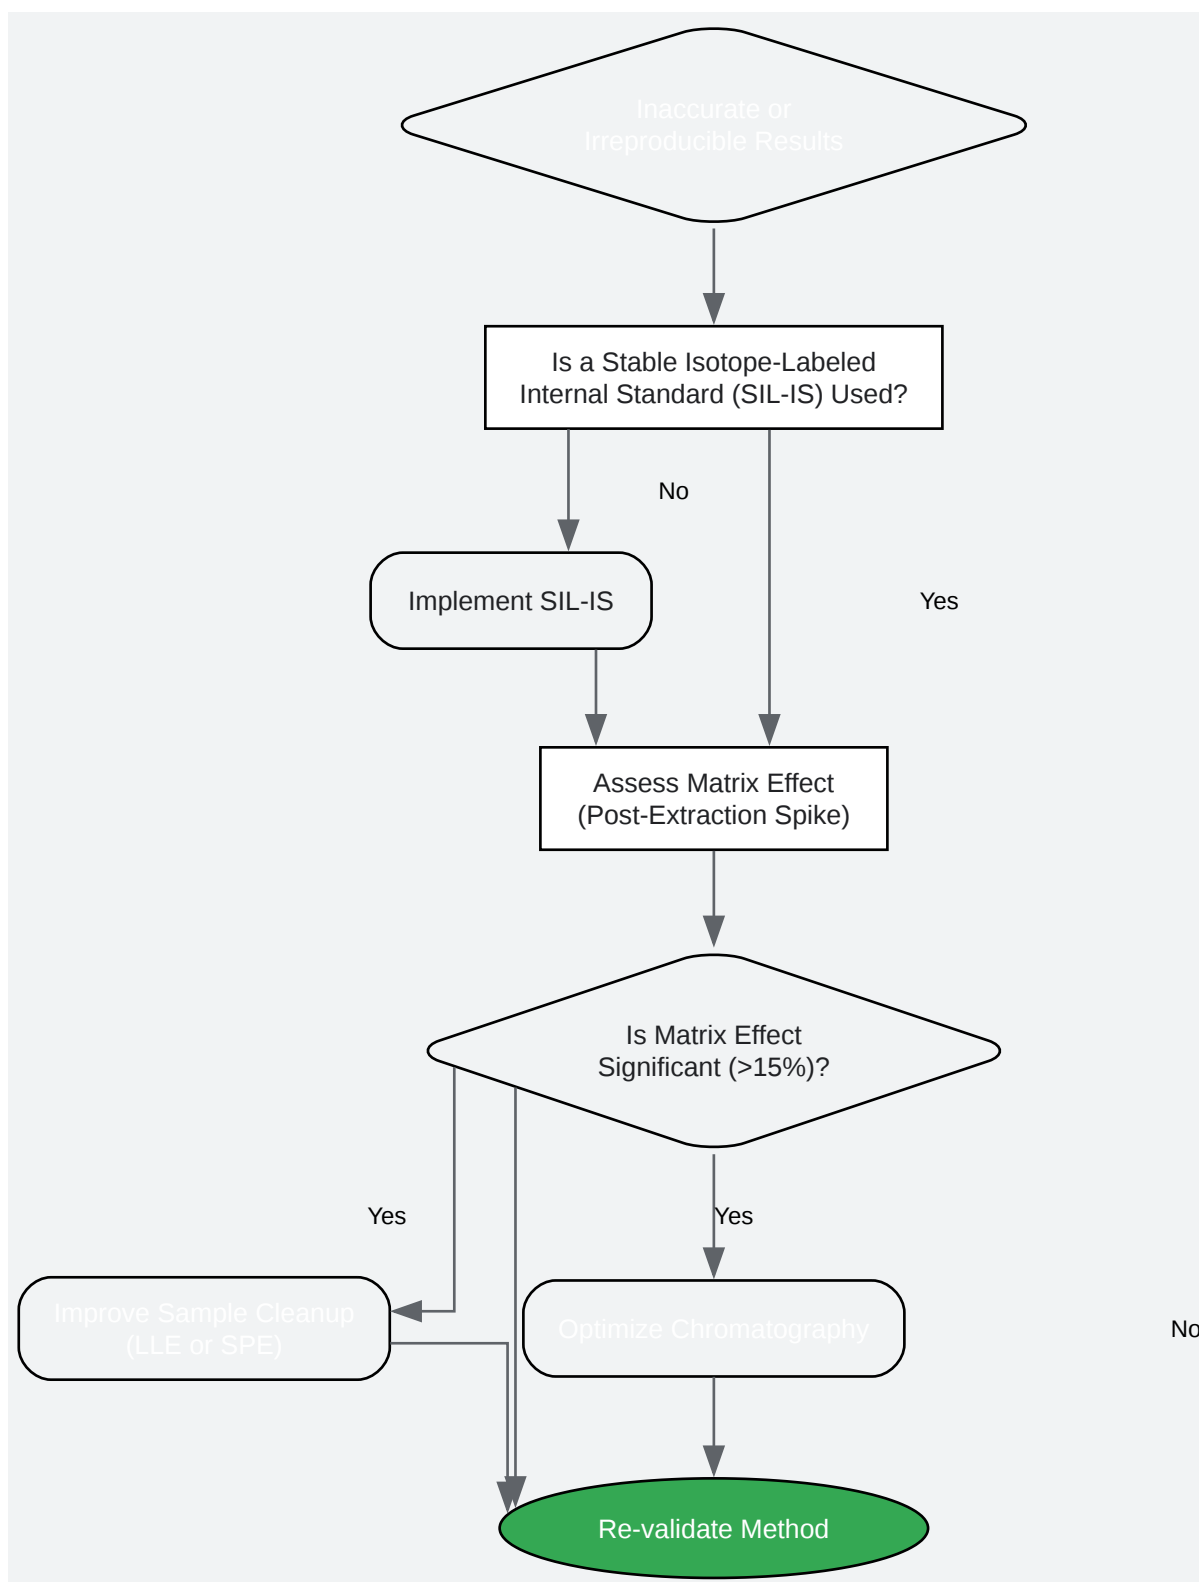 Inaccurate or
Irreproducible Results
Is a Stable Isotope-Labeled
Internal Standard (SIL-IS) Used?
No
Implement SIL-IS
Yes
Assess Matrix Effect
(Post-Extraction Spike)
Is Matrix Effect
Significant (>15%)?
Yes
Yes
Improve Sample Cleanup
(LLE or SPE)
Optimize Chromatography
No
Re-validate Method